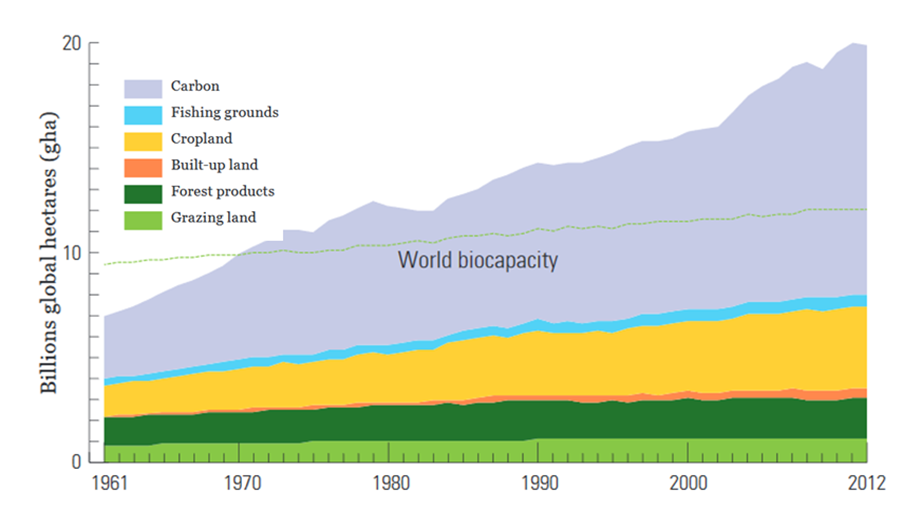 20
Carbon
Fishing grounds
Cropland
Built-up land
Forest products
Grazing land
Billions global hectares (gha)
10
World biocapacity
0
1961 1970 1980 1990 2000 2012